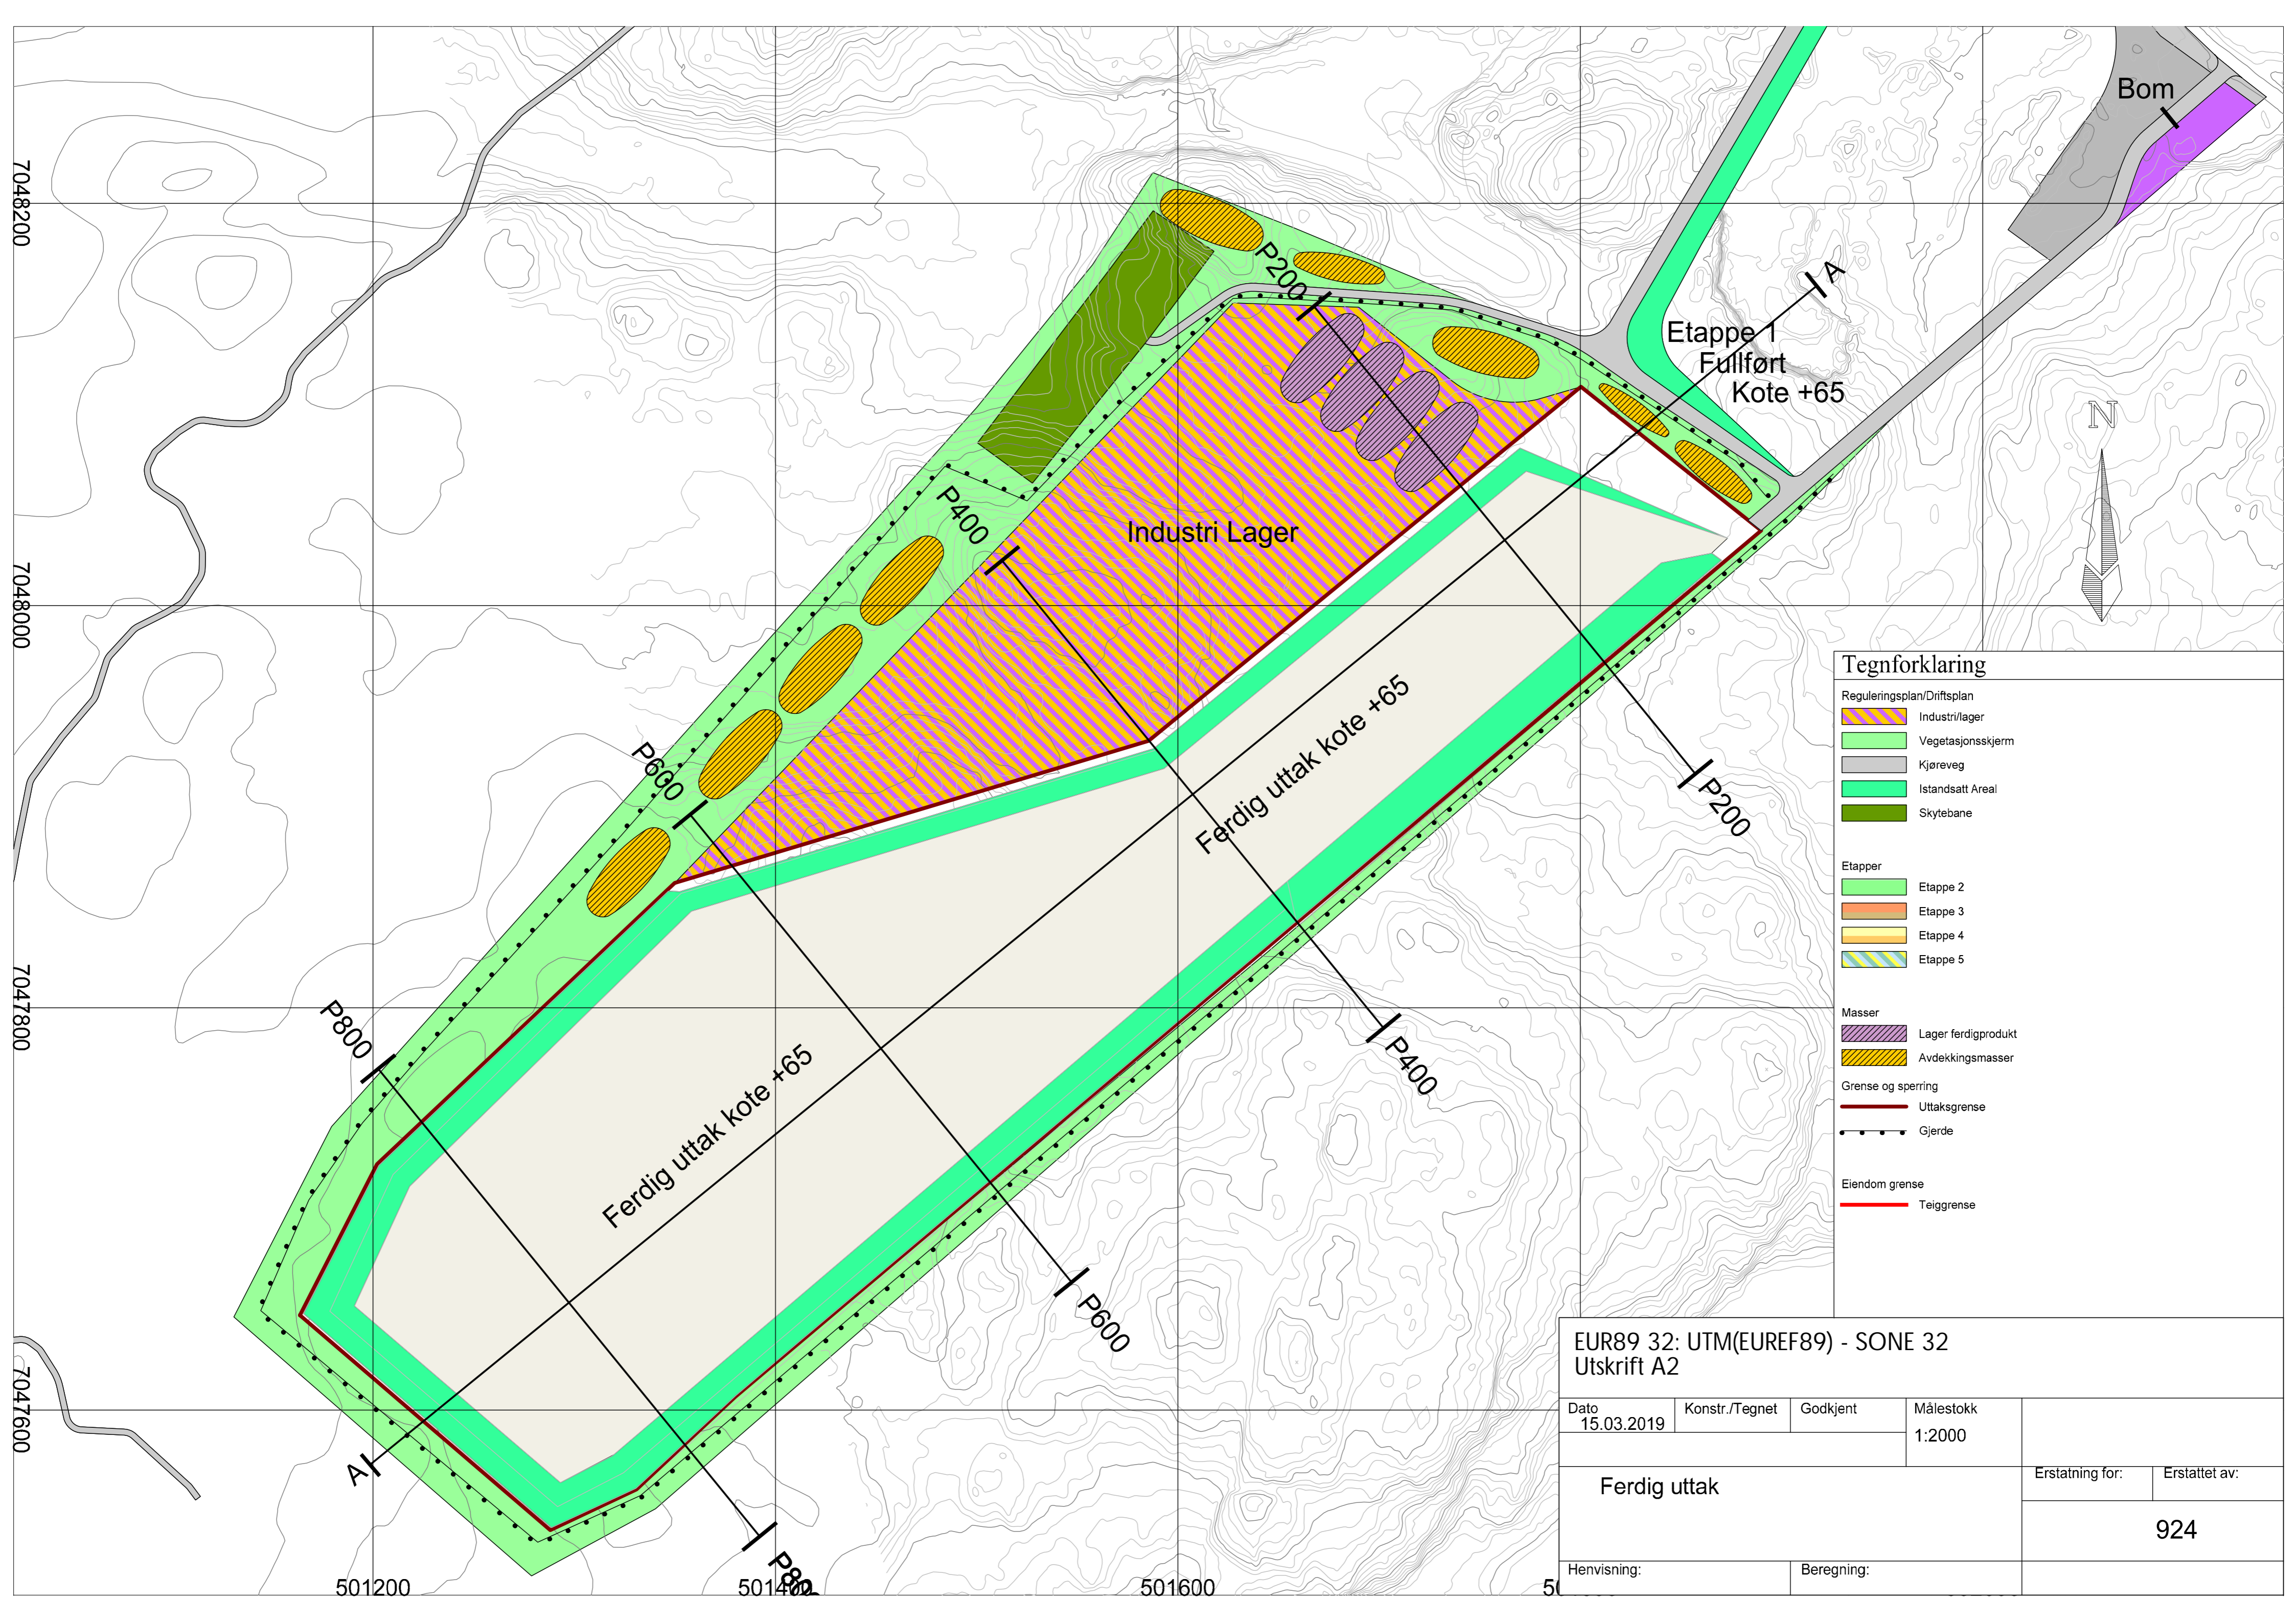 Bom
7048200
P200
A
Etappe 1
Fullført
Kote +65
N
P400
Industri Lager
7048000
Ferdig uttak kote +65
P600
P200
7047800
P800
P400
Ferdig uttak kote +65
P600
7047600
A
501200
501400
501600
Tegnforklaring
Reguleringsplan/Driftsplan
Industri/lager
Vegetasjonsskjerm
Kjøreveg
Istandsatt Areal
Skytebane
Etapper
Etappe 2
Etappe 3
Etappe 4
Etappe 5
Masser
Lager ferdigprodukt
Avdekkingsmasser
Grense og sperring
Uttaksgrense
Gjerde
Eiendom grense
Teiggrense
EUR89 32: UTM(EUREF89) - SONE 32
Utskrift A2
Dato
15.03.2019
Konstr./Tegnet
Godkjent
Målestokk
1:2000
Ferdig uttak
Erstatning for:
Erstattet av:
924
Henvisning:
Beregning: